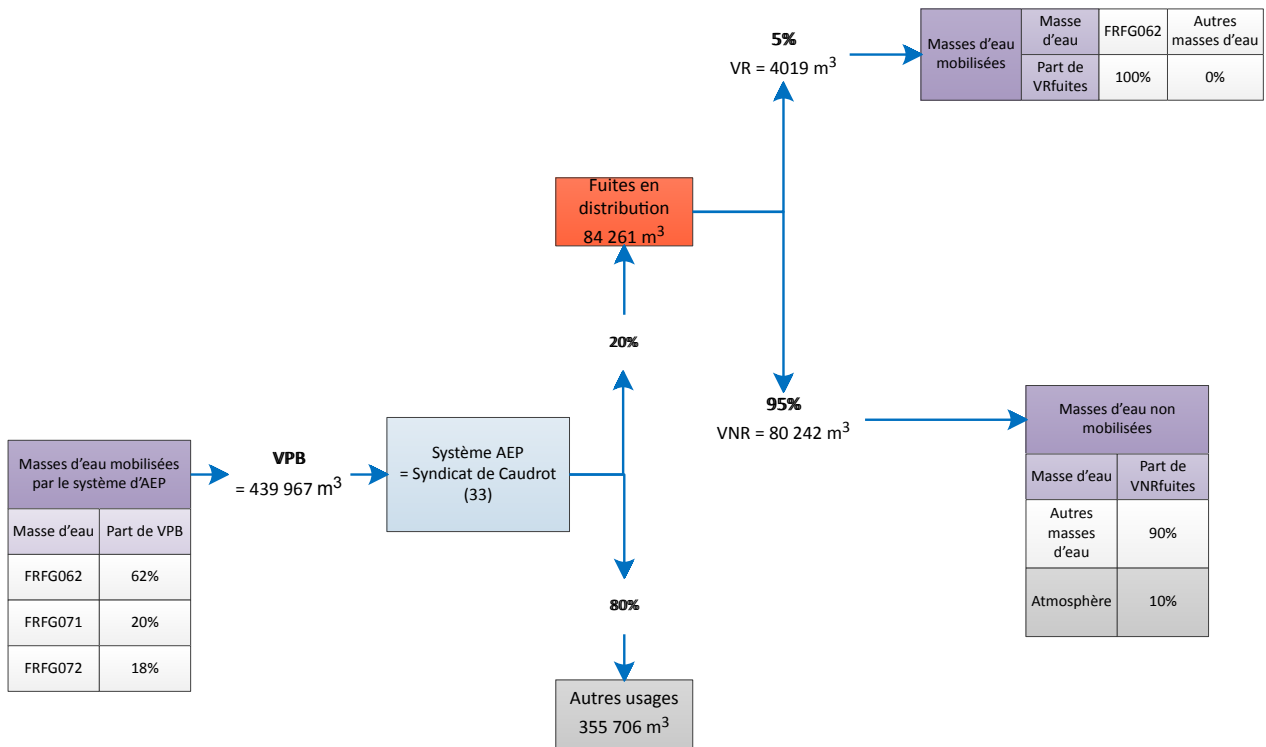 Masses d'eau mobilisées
par le système d'AEP
Masse d'eau
Part de VPB
FRFG062
62%
FRFG071
20%
FRFG072
18%
VPB
= 439 967 m³
Système AEP
= Syndicat de Caudrot
(33)
20%
80%
Fuites en
distribution
84 261 m³
Autres usages
355 706 m³
5%
VR = 4019 m³
95%
VNR = 80 242 m³
Masses d'eau
mobilisées
Masse
d'eau
FRFG062
Autres
masses d'eau
Part de
VRfuites
100%
0%
Masses d'eau non
mobilisées
Masse d'eau
Part de
VNRfuites
Autres
masses
d'eau
90%
Atmosphère
10%